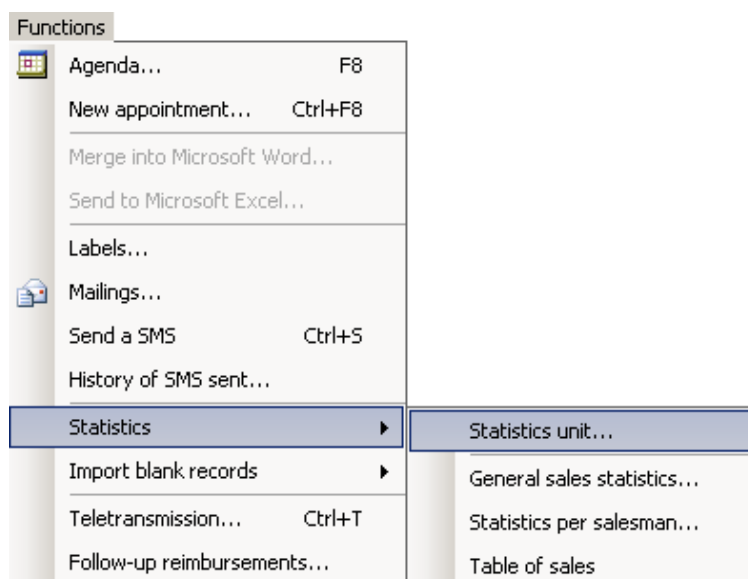 Functions
Agenda... F8
New appointment... Ctrl+F8
Merge into Microsoft Word...
Send to Microsoft Excel...
Labels...
Mailings...
Send a SMS Ctrl+S
History of SMS sent...
Statistics
Statistics unit...
Import blank records
General sales statistics...
Teletransmission... Ctrl+T
Statistics per salesman...
Follow-up reimbursements...
Table of sales